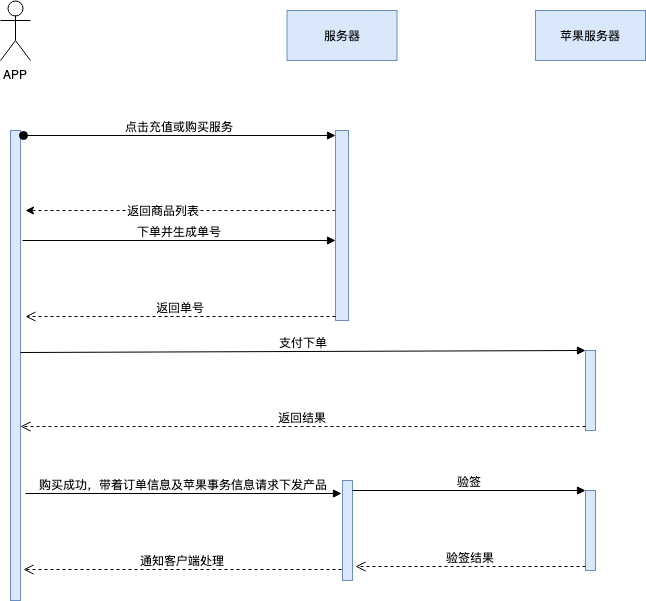 服务器
苹果服务器
APP
点击充值或购买服务
返回商品列表
下单并生成单号
返回单号
支付下单
返回结果
购买成功，带着订单信息及苹果事务信息请求下发产品
验签
通知客户端处理
验签结果